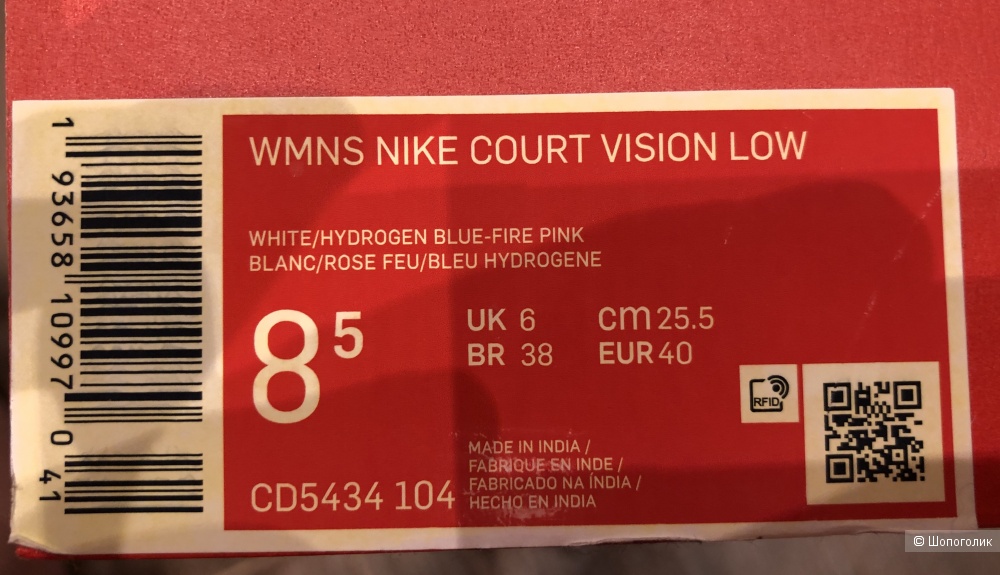 1 93658 10997 0 41
WMNS NIKE COURT VISION LOW
WHITE/HYDROGEN BLUE-FIRE PINK
BLANC/ROSE FEU/BLEU HYDROGENE
8 5
UK 6 cm 25.5
BR 38 EUR 40
RFID
MADE IN INDIA /
FABRIQUE EN INDE /
FABRICADO NA ÍNDIA /
HECHO EN INDIA
CD5434 104
© Шопоголик